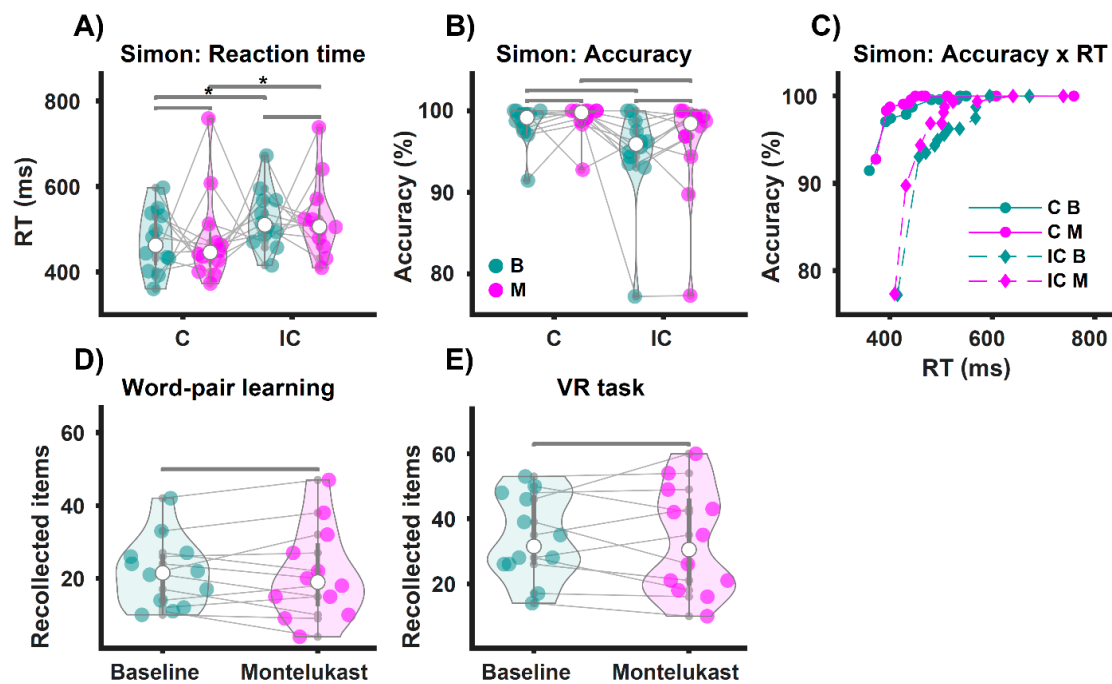 A)
Simon: Reaction time
* *
800
600
400
RT (ms)
C IC
B)
Simon: Accuracy
100
90
80
Accuracy (%)
B
M
C IC
C)
Simon: Accuracy x RT
100
90
80
Accuracy (%)
C B
C M
IC B
IC M
400 600 800
RT (ms)
D)
Word-pair learning
60
40
20
Recollected items
Baseline Montelukast
E)
VR task
60
40
20
Recollected items
Baseline Montelukast